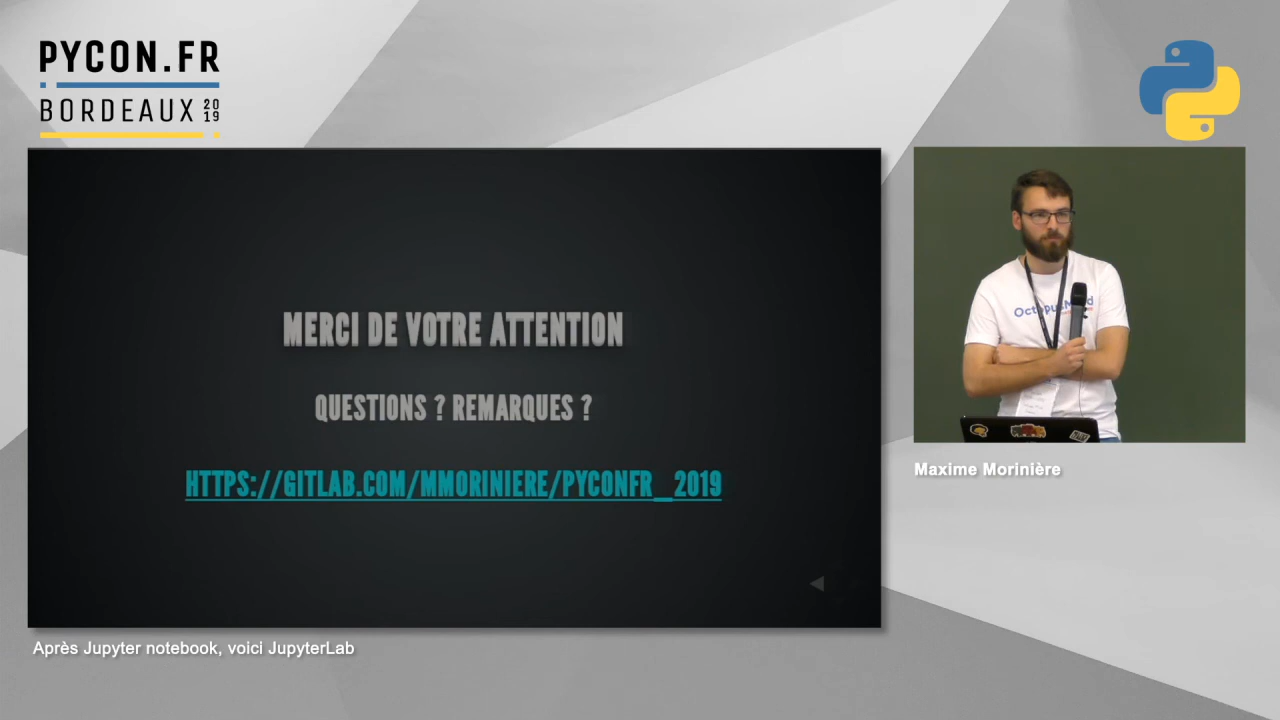 PYCON.FR
BORDEAUX 2019
MERCI DE VOTRE ATTENTION
QUESTIONS ? REMARQUES ?
HTTPS://GITLAB.COM/MMORINIERE/PYCONFR_2019
Maxime Morinière
Après Jupyter notebook, voici JupyterLab